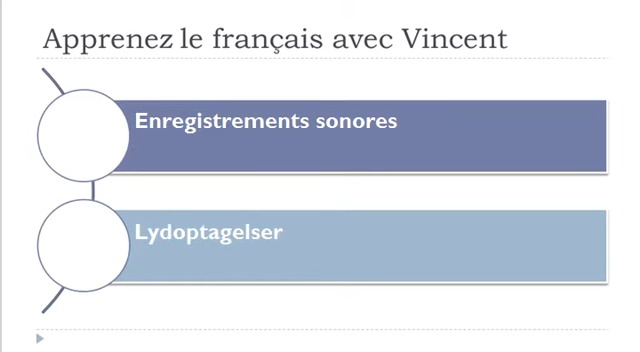 Apprenez le français avec Vincent
Enregistrements sonores
Lydoptagelser